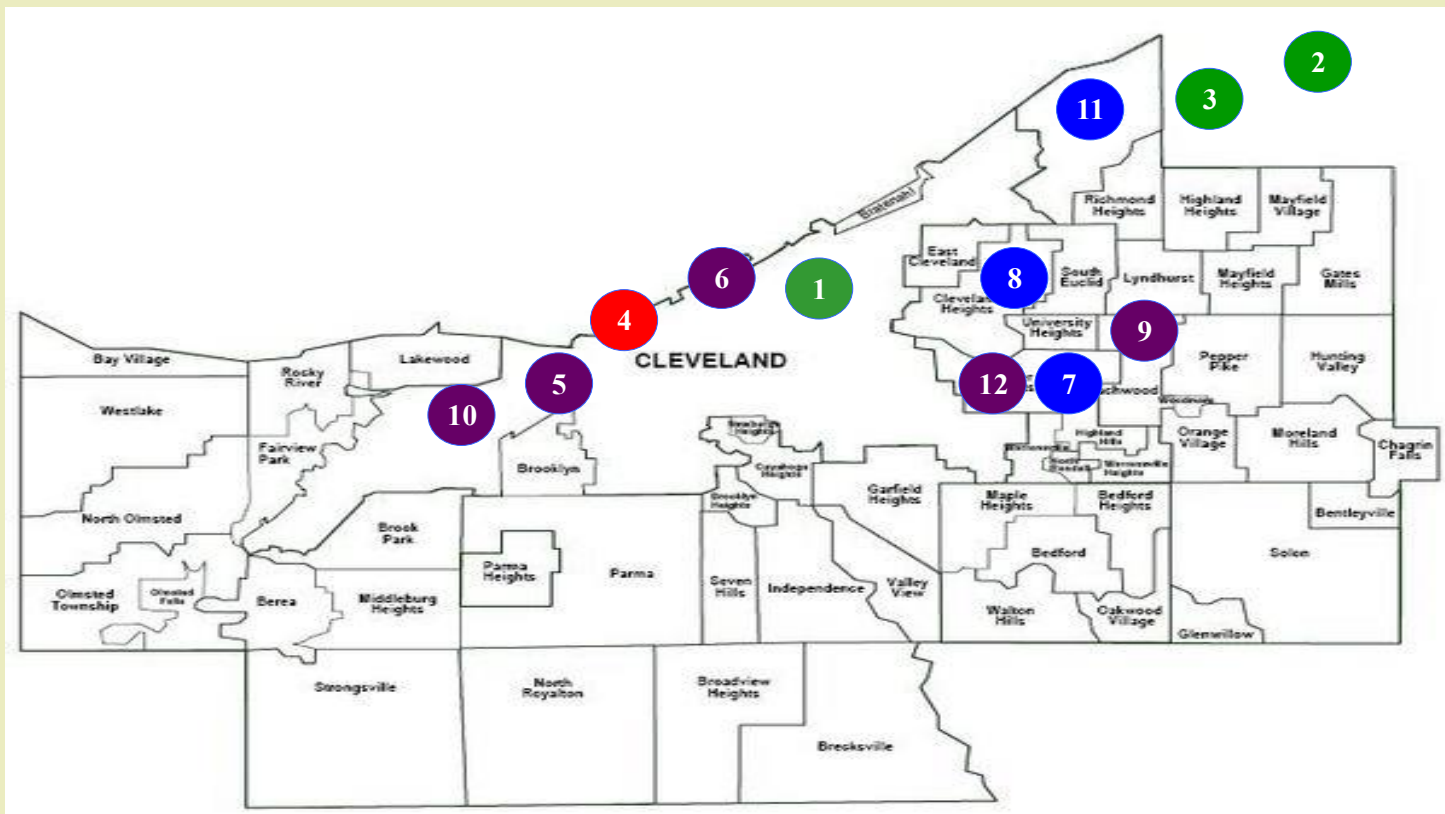 2
3
11
Bratenahl
Richmond
Heights
Highland
Heights
Mayfield
Village
6
1
East
Cleveland
8
South
Euclid
Lyndhurst
Mayfield
Heights
Gates
Mills
4
Cleveland
Heights
University
Heights
9
CLEVELAND
Bay Village
Rocky
River
Lakewood
5
12
7
Pepper
Pike
Hunting
Valley
Westlake
10
Fairview
Park
Brooklyn
Highland
Hills
Orange
Village
Moreland
Hills
Chagrin
Falls
Cuyahoga
Heights
Warrensville
Heights
Garfield
Heights
Brooklyn
Heights
Maple
Heights
Bedford
Heights
Bentleyville
North Olmsted
Brook
Park
Parma
Heights
Parma
Seven
Hills
Independence
Valley
View
Bedford
Solon
Olmsted
Township
Olmsted
Falls
Berea
Middleburg
Heights
Walton
Hills
Oakwood
Village
Glenwillow
Strongsville
North
Royalton
Broadview
Heights
Brecksville